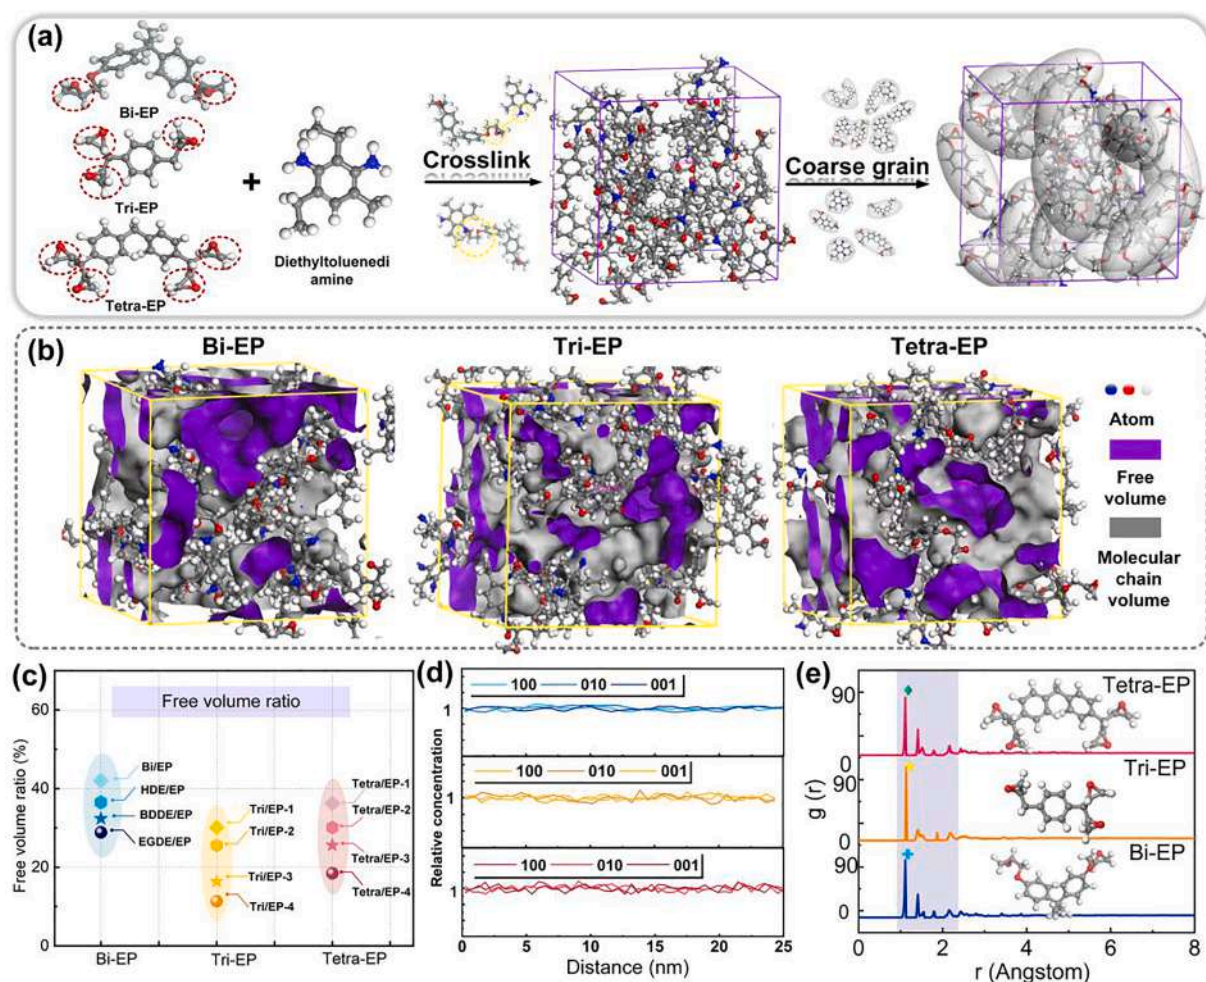 (a)
Bi-EP
Tri-EP
Tetra-EP
+
Diethyltoluenedi
amine
Crosslink
Coarse grain
(b)
Bi-EP
Tri-EP
Tetra-EP
Atom
Free
volume
Molecular
chain
volume
(c)
Free volume ratio
Free volume ratio (%)
60
40
20
0
Bi/EP
HDE/EP
BDDE/EP
EGDE/EP
Tri/EP-1
Tri/EP-2
Tri/EP-3
Tri/EP-4
Tetra/EP-1
Tetra/EP-2
Tetra/EP-3
Tetra/EP-4
Bi-EP
Tri-EP
Tetra-EP
(d)
100 010 001
1
100 010 001
1
100 010 001
1
Relative concentration
0 5 10 15 20 25
Distance (nm)
(e)
90
0
Tetra-EP
90
0
Tri-EP
90
0
Bi-EP
g (r)
0 2 4 6 8
r (Angstom)